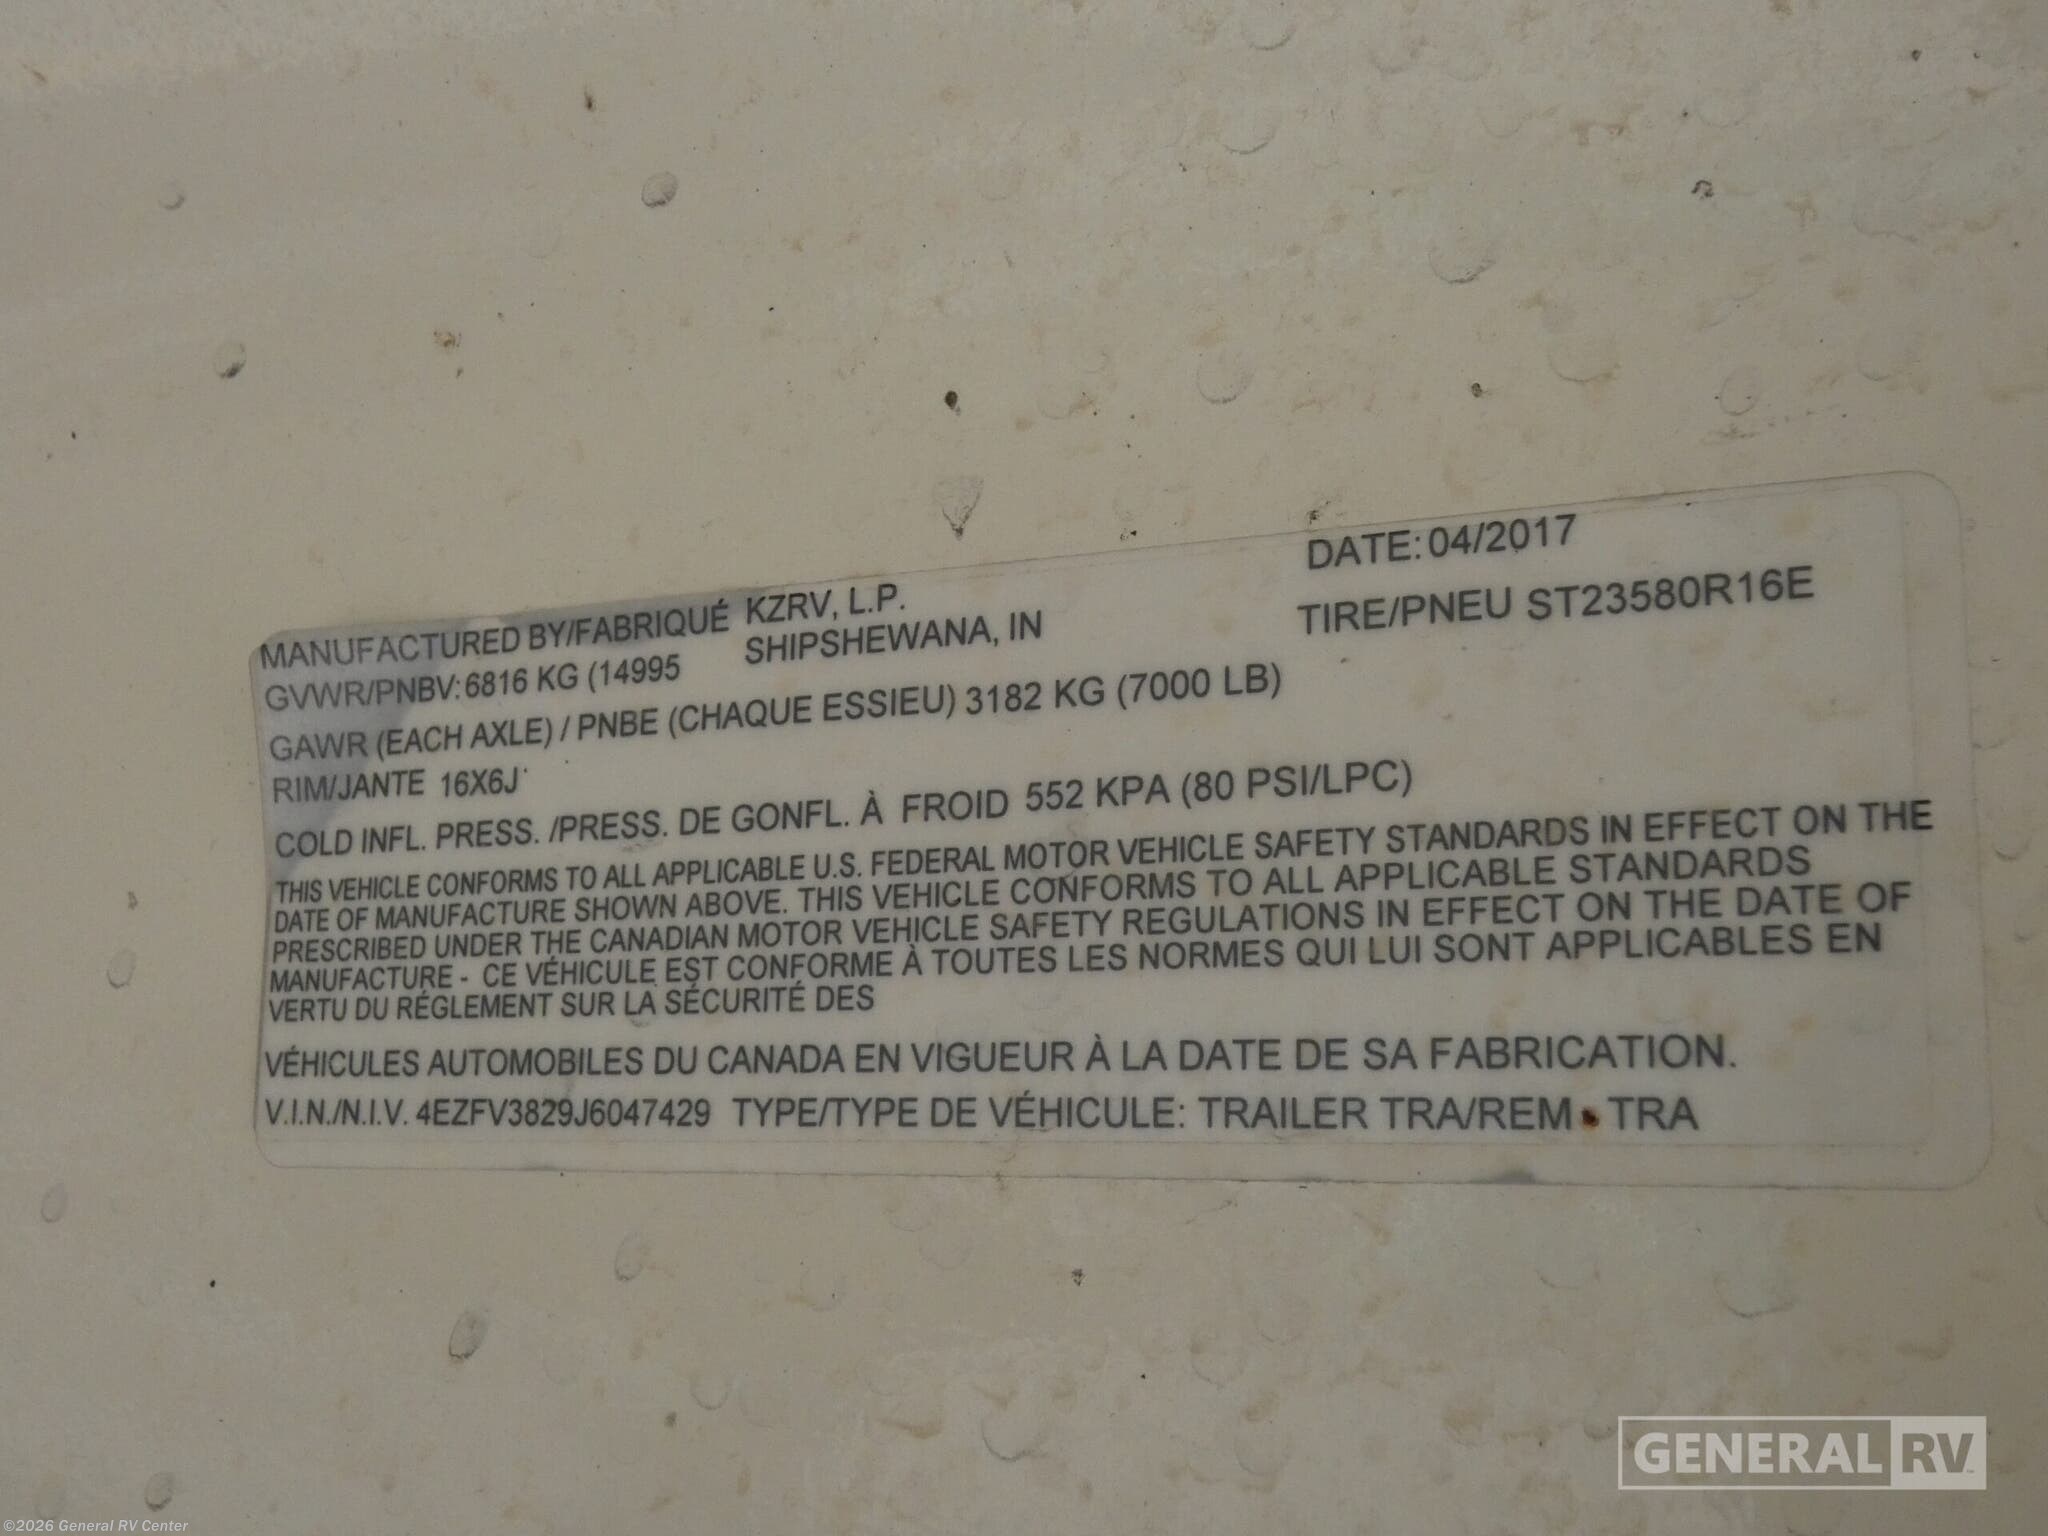 DATE: 04/2017
MANUFACTURED BY/FABRIQUÉ KZRV, L.P.
SHIPSHEWANA, IN
TIRE/PNEU ST23580R16E
GVWR/PNBV: 6816 KG (14995
GAWR (EACH AXLE) / PNBE (CHAQUE ESSIEU) 3182 KG (7000 LB)
RIM/JANTE 16X6J
COLD INFL. PRESS. /PRESS. DE GONFL. À FROID 552 KPA (80 PSI/LPC)
THIS VEHICLE CONFORMS TO ALL APPLICABLE U.S. FEDERAL MOTOR VEHICLE SAFETY STANDARDS IN EFFECT ON THE
DATE OF MANUFACTURE SHOWN ABOVE. THIS VEHICLE CONFORMS TO ALL APPLICABLE STANDARDS
PRESCRIBED UNDER THE CANADIAN MOTOR VEHICLE SAFETY REGULATIONS IN EFFECT ON THE DATE OF
MANUFACTURE - CE VÉHICULE EST CONFORME À TOUTES LES NORMES QUI LUI SONT APPLICABLES EN
VERTU DU RÉGLEMENT SUR LA SÉCURITÉ DES
VÉHICULES AUTOMOBILES DU CANADA EN VIGUEUR À LA DATE DE SA FABRICATION.
V.I.N./N.I.V. 4EZFV3829J6047429 TYPE/TYPE DE VÉHICULE: TRAILER TRA/REM - TRA
GENERAL RV
©2026 General RV Center